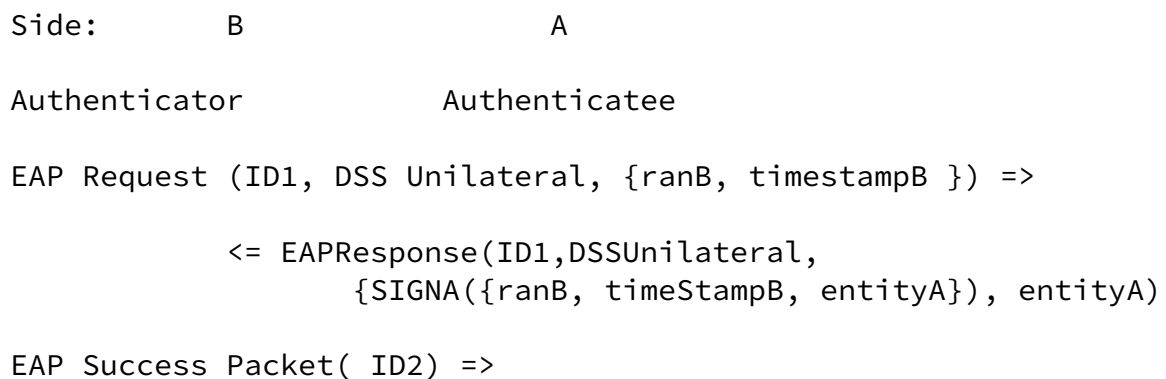 Side: B A
Authenticator Authenticatee
EAP Request (ID1, DSS Unilateral, {ranB, timestampB }) =>
<= EAPResponse(ID1,DSSUnilateral,
{SIGNA({ranB, timeStampB, entityA}), entityA)
EAP Success Packet( ID2) =>